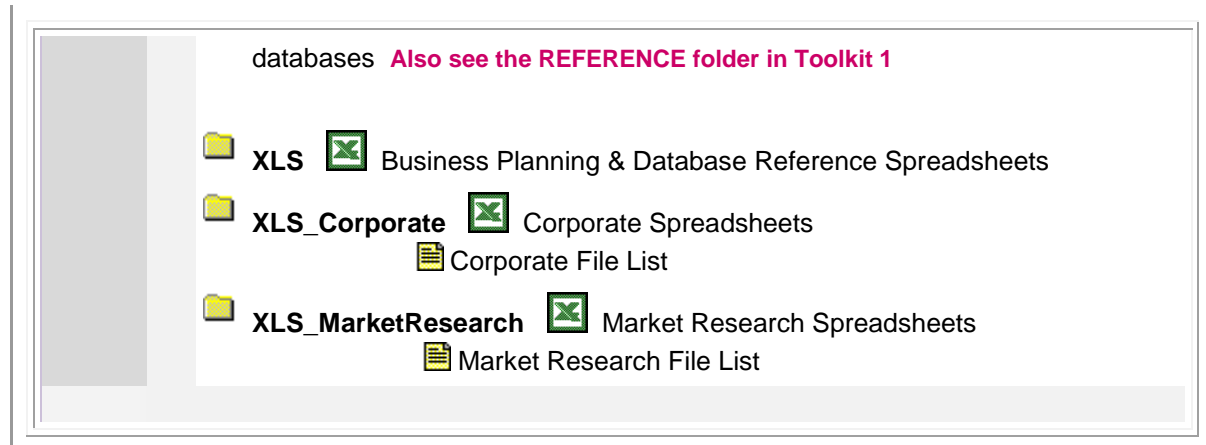 databases Also see the REFERENCE folder in Toolkit 1
XLS Business Planning & Database Reference Spreadsheets
XLS_Corporate Corporate Spreadsheets
Corporate File List
XLS_MarketResearch Market Research Spreadsheets
Market Research File List